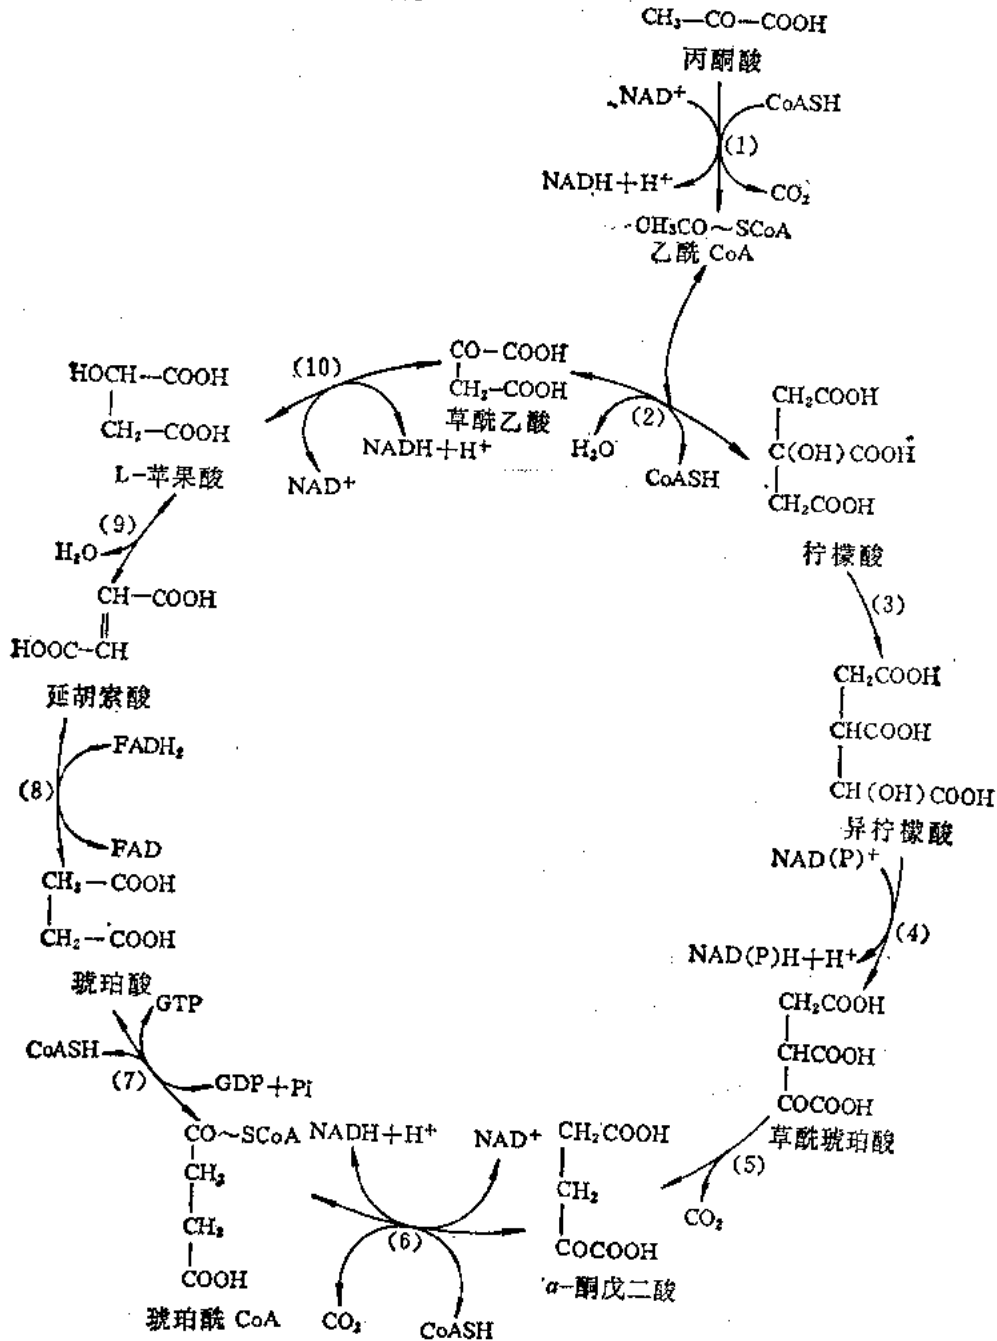 CH₃—CO—COOH
丙酮酸
NAD⁺
CoASH
(1)
NADH+H⁺
CO₂
CH₃CO~SCoA
乙酰 CoA
CO—COOH
CH₂—COOH
草酰乙酸
(10)
HOCH—COOH
CH₂—COOH
L-苹果酸
NAD⁺
NADH+H⁺
(2)
H₂O
CoASH
CH₂COOH
C(OH)COOH
CH₂COOH
柠檬酸
(3)
CH₂COOH
CHCOOH
CH(OH)COOH
异柠檬酸
NAD(P)⁺
(4)
NAD(P)H+H⁺
CH₂COOH
CHCOOH
COCOOH
草酰琥珀酸
(5)
CO₂
CH₂COOH
CH₂
COCOOH
α-酮戊二酸
NAD⁺
NADH+H⁺
(6)
CO₂
CoASH
CO~SCoA
CH₂
CH₂
COOH
琥珀酰 CoA
(7)
GDP+Pi
CoASH
GTP
琥珀酸
CH₂—COOH
CH₂—COOH
FAD
(8)
FADH₂
延胡索酸
HOOC—CH
CH—COOH
H₂O
(9)